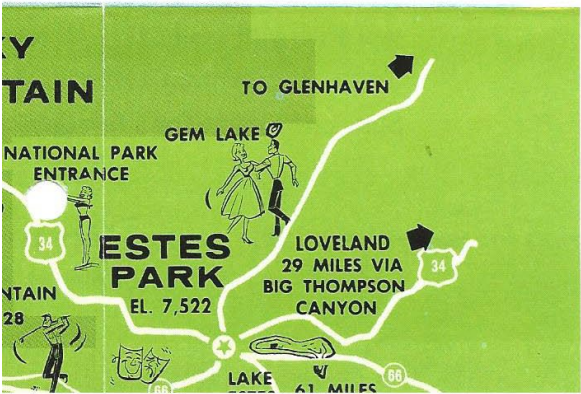 KY
TAIN
TO GLENHAVEN
GEM LAKE
NATIONAL PARK
ENTRANCE
34
ESTES
PARK
EL. 7,522
LOVELAND
29 MILES VIA
BIG THOMPSON
CANYON
34
NTAIN
28
LAKE
ESTES
61 MILES
66
66